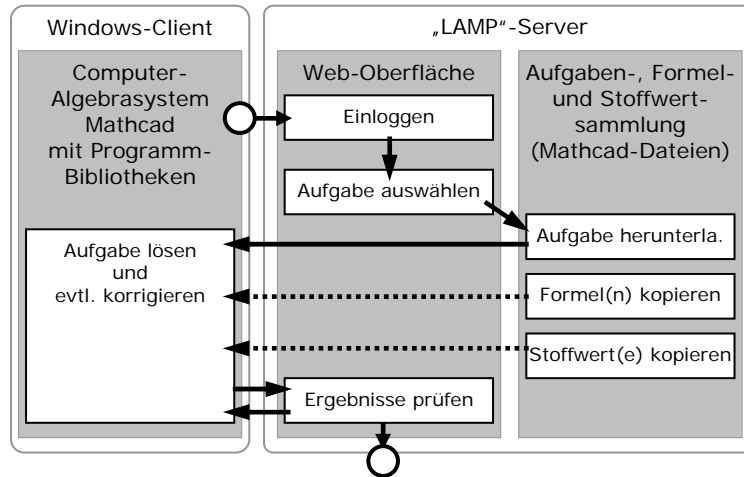 Windows-Client
„LAMP“-Server
Computer-
Algebrasystem
Mathcad
mit Programm-
Bibliotheken
Web-Oberfläche
Aufgaben-, Formel-
und Stoffwert-
sammlung
(Mathcad-Dateien)
Einloggen
Aufgabe auswählen
Aufgabe herunterla.
Aufgabe lösen
und
evtl. korrigieren
Formel(n) kopieren
Stoffwert(e) kopieren
Ergebnisse prüfen